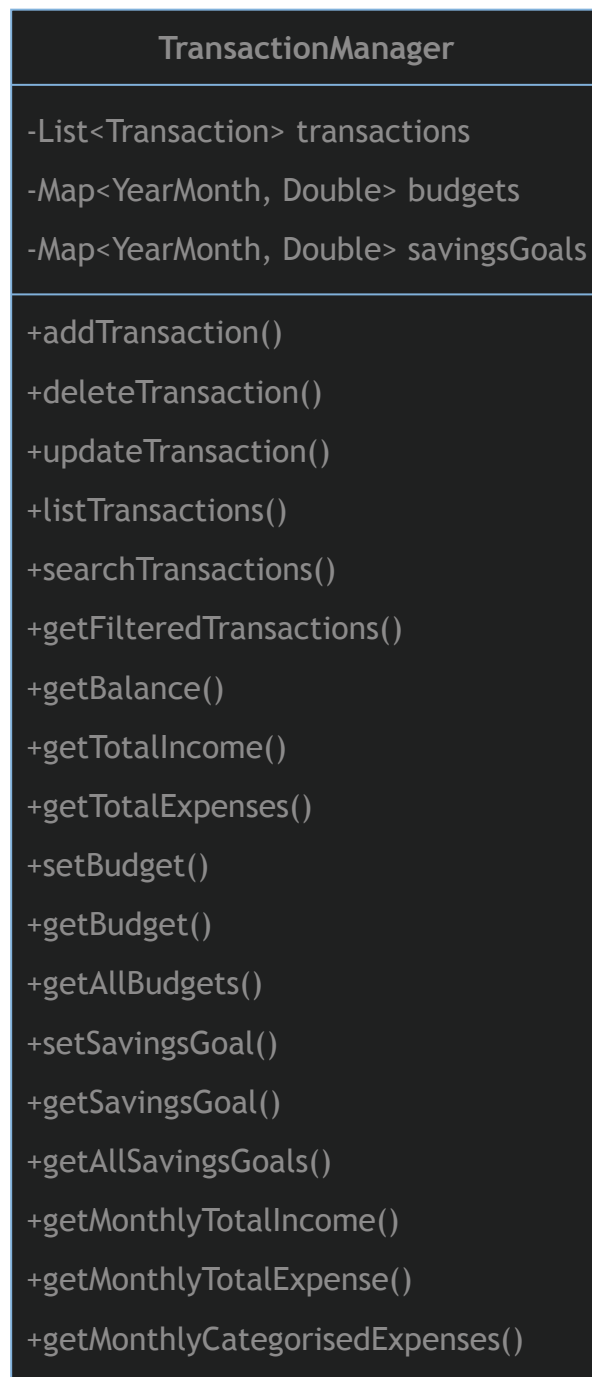 TransactionManager
-List<Transaction> transactions
-Map<YearMonth, Double> budgets
-Map<YearMonth, Double> savingsGoals
+addTransaction()
+deleteTransaction()
+updateTransaction()
+listTransactions()
+searchTransactions()
+getFilteredTransactions()
+getBalance()
+getTotalIncome()
+getTotalExpenses()
+setBudget()
+getBudget()
+getAllBudgets()
+setSavingsGoal()
+getSavingsGoal()
+getAllSavingsGoals()
+getMonthlyTotalIncome()
+getMonthlyTotalExpense()
+getMonthlyCategorisedExpenses()